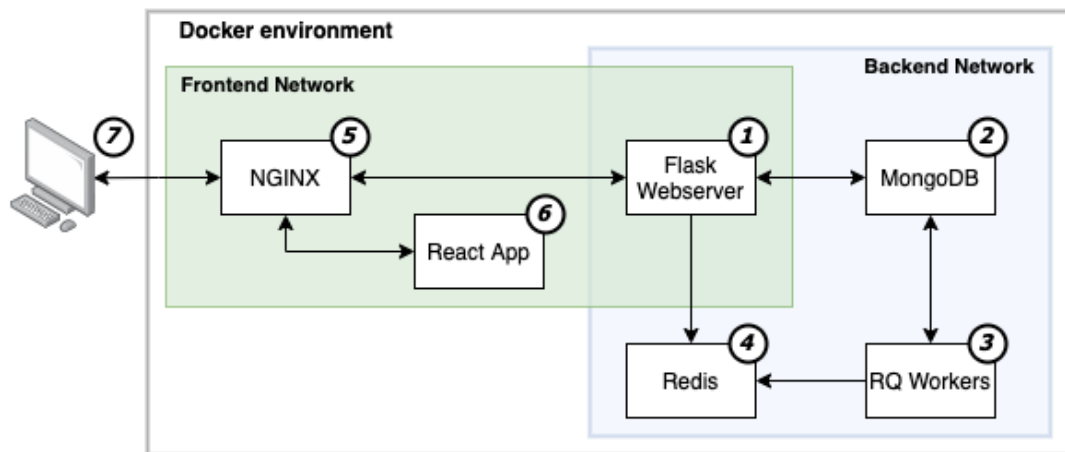 Docker environment
Backend Network
Frontend Network
7
5
1
2
NGINX
Flask
Webserver
MongoDB
6
React App
4
3
Redis
RQ Workers